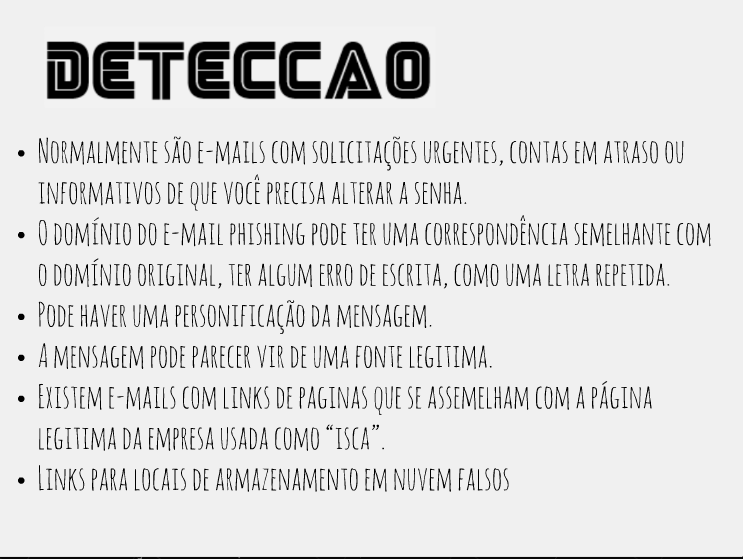 DETECCAO
• Normalmente são e-mails com solicitações urgentes, contas em atraso ou
informativos de que você precisa alterar a senha.
• O domínio do e-mail phishing pode ter uma correspondência semelhante com
o domínio original, ter algum erro de escrita, como uma letra repetida.
• Pode haver uma personificação da mensagem.
• A mensagem pode parecer vir de uma fonte legitima.
• Existem e-mails com links de paginas que se assemelham com a página
legitima da empresa usada como “isca”.
• Links para locais de armazenamento em nuvem falsos